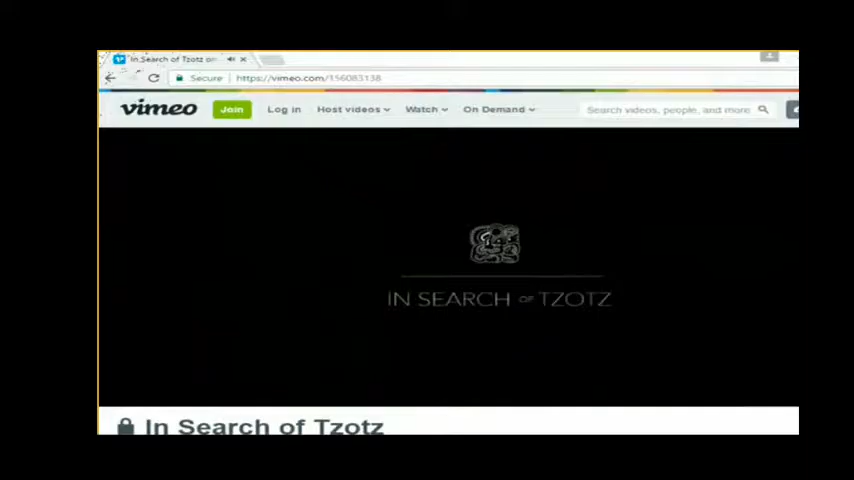 In Search of Tzotz on
Secure https://vimeo.com/156083138
vimeo Join Log in Host videos Watch On Demand Search videos, people, and more
IN SEARCH OF TZOTZ
In Search of Tzotz